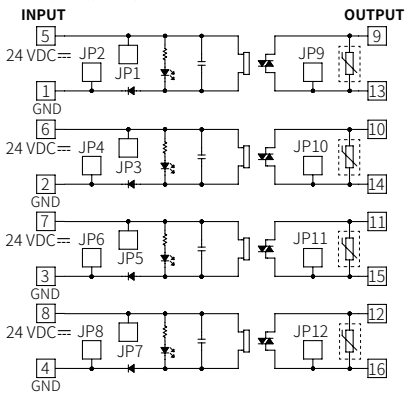 INPUT OUTPUT
5 9
24 VDC⎓ JP2 JP1 JP9
1 13
GND
6 10
24 VDC⎓ JP4 JP3 JP10
2 14
GND
7 11
24 VDC⎓ JP6 JP5 JP11
3 15
GND
8 12
24 VDC⎓ JP8 JP7 JP12
4 16
GND